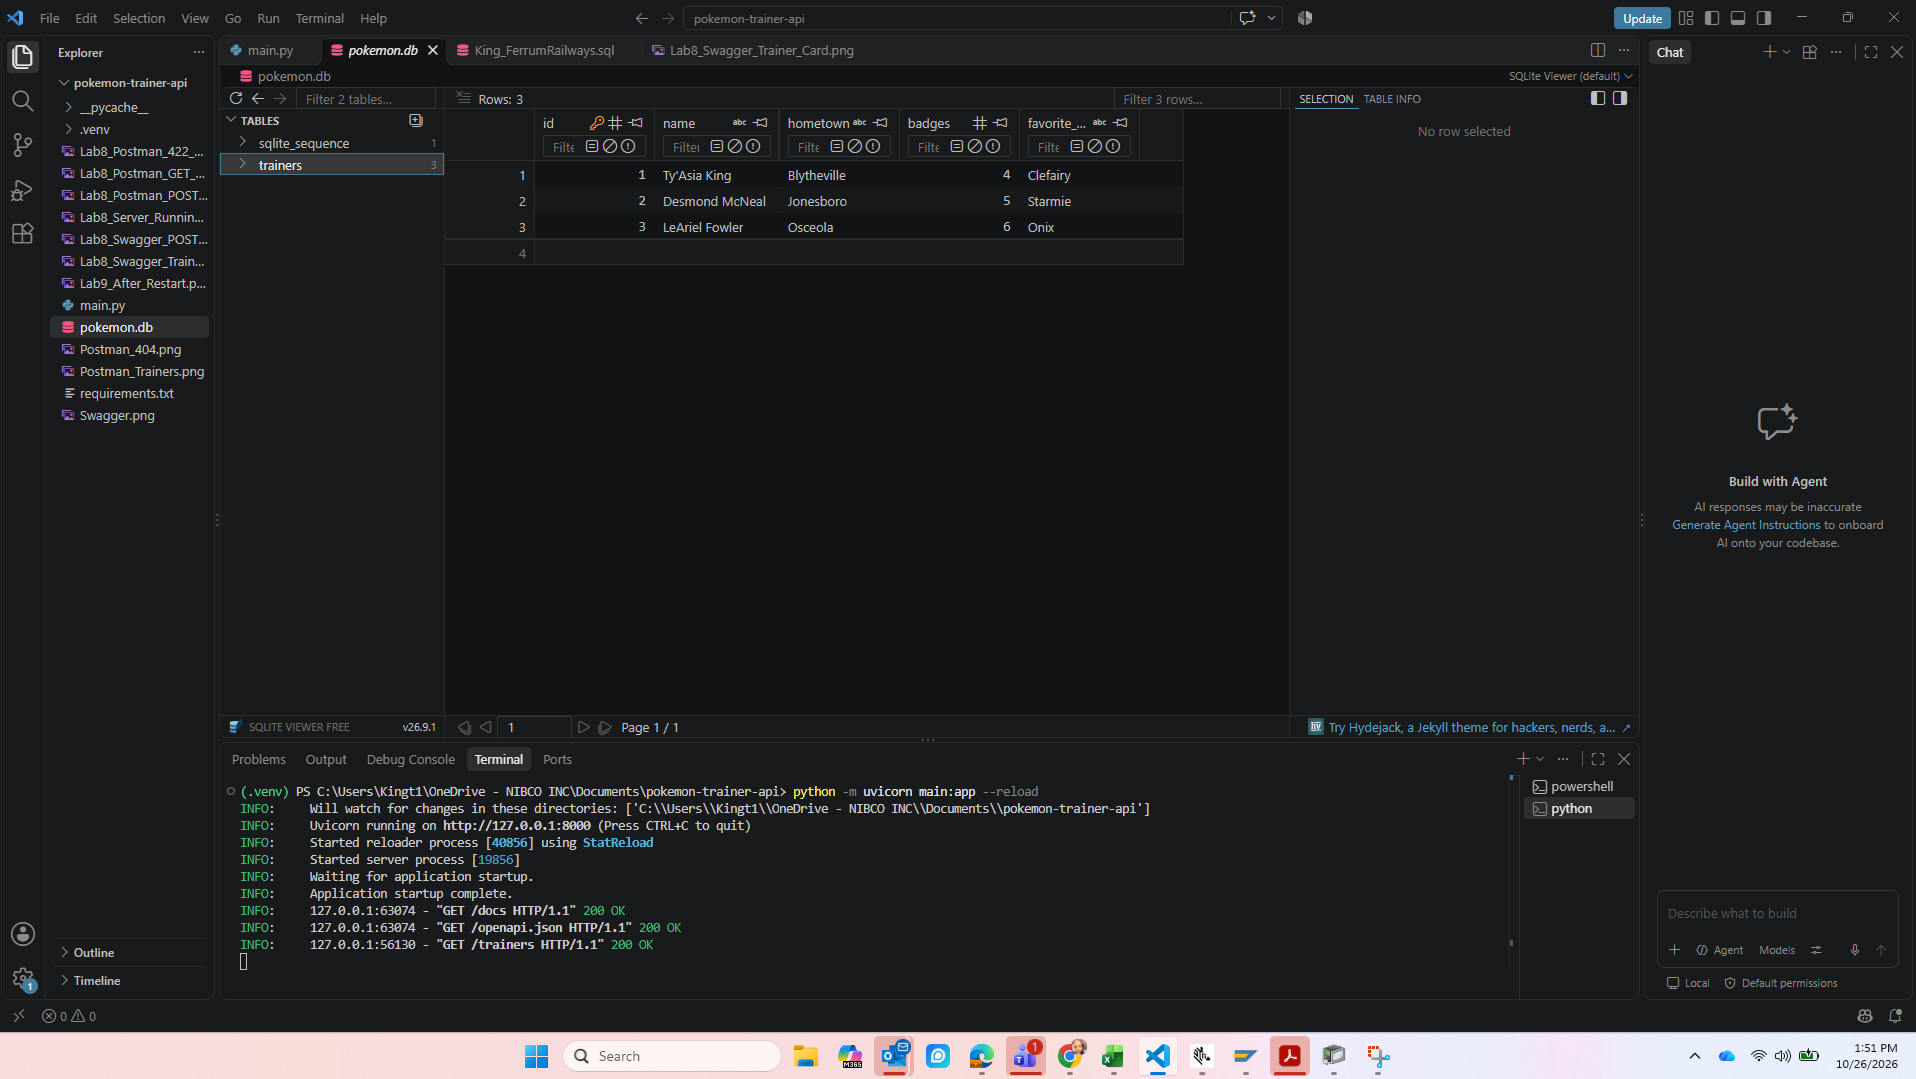 File Edit Selection View Go Run Terminal Help
pokemon-trainer-api
Update
Explorer
pokemon-trainer-api
__pycache__
.venv
Lab8_Postman_422_...
Lab8_Postman_GET_...
Lab8_Postman_POST...
Lab8_Server_Runnin...
Lab8_Swagger_POST...
Lab8_Swagger_Train...
Lab9_After_Restart.p...
main.py
pokemon.db
Postman_404.png
Postman_Trainers.png
requirements.txt
Swagger.png
Outline
Timeline
main.py pokemon.db King_FerrumRailways.sql Lab8_Swagger_Trainer_Card.png
pokemon.db
SQLite Viewer (default)
Filter 2 tables...
Rows: 3
Filter 3 rows...
TABLES
sqlite_sequence 1
trainers 3
id name abc hometown abc badges favorite_... abc
Filte Filter Filte Filte Filte
1 1 Ty'Asia King Blytheville 4 Clefairy
2 2 Desmond McNeal Jonesboro 5 Starmie
3 3 LeAriel Fowler Osceola 6 Onix
4
SELECTION TABLE INFO
No row selected
SQLITE VIEWER FREE v26.9.1
1 Page 1 / 1
hy Try Hydejack, a Jekyll theme for hackers, nerds, a... ↗
Problems Output Debug Console Terminal Ports
(.venv) PS C:\Users\Kingt1\OneDrive - NIBCO INC\Documents\pokemon-trainer-api> python -m uvicorn main:app --reload
INFO: Will watch for changes in these directories: ['C:\\Users\\Kingt1\\OneDrive - NIBCO INC\\Documents\\pokemon-trainer-api']
INFO: Uvicorn running on http://127.0.0.1:8000 (Press CTRL+C to quit)
INFO: Started reloader process [40856] using StatReload
INFO: Started server process [19856]
INFO: Waiting for application startup.
INFO: Application startup complete.
INFO: 127.0.0.1:63074 - "GET /docs HTTP/1.1" 200 OK
INFO: 127.0.0.1:63074 - "GET /openapi.json HTTP/1.1" 200 OK
INFO: 127.0.0.1:56130 - "GET /trainers HTTP/1.1" 200 OK
powershell
python
Chat
Build with Agent
AI responses may be inaccurate
Generate Agent Instructions to onboard
AI onto your codebase.
Describe what to build
Agent Models
Local Default permissions
1
0 0
Search
M365
1
1:51 PM
10/26/2026